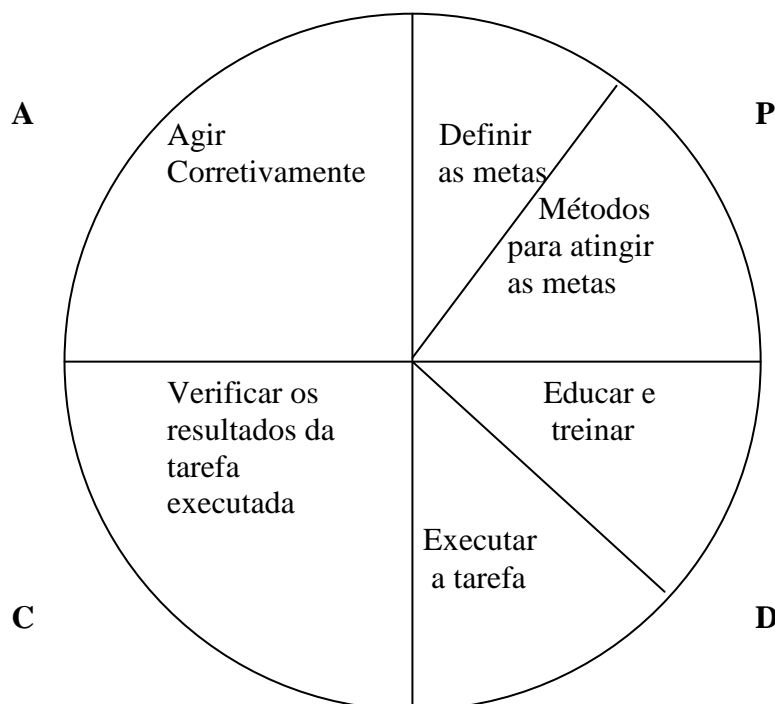 A
P
Agir
Corretivamente
Definir
as metas
Métodos
para atingir
as metas
Verificar os
resultados da
tarefa
executada
Educar e
treinar
Executar
a tarefa
C
D